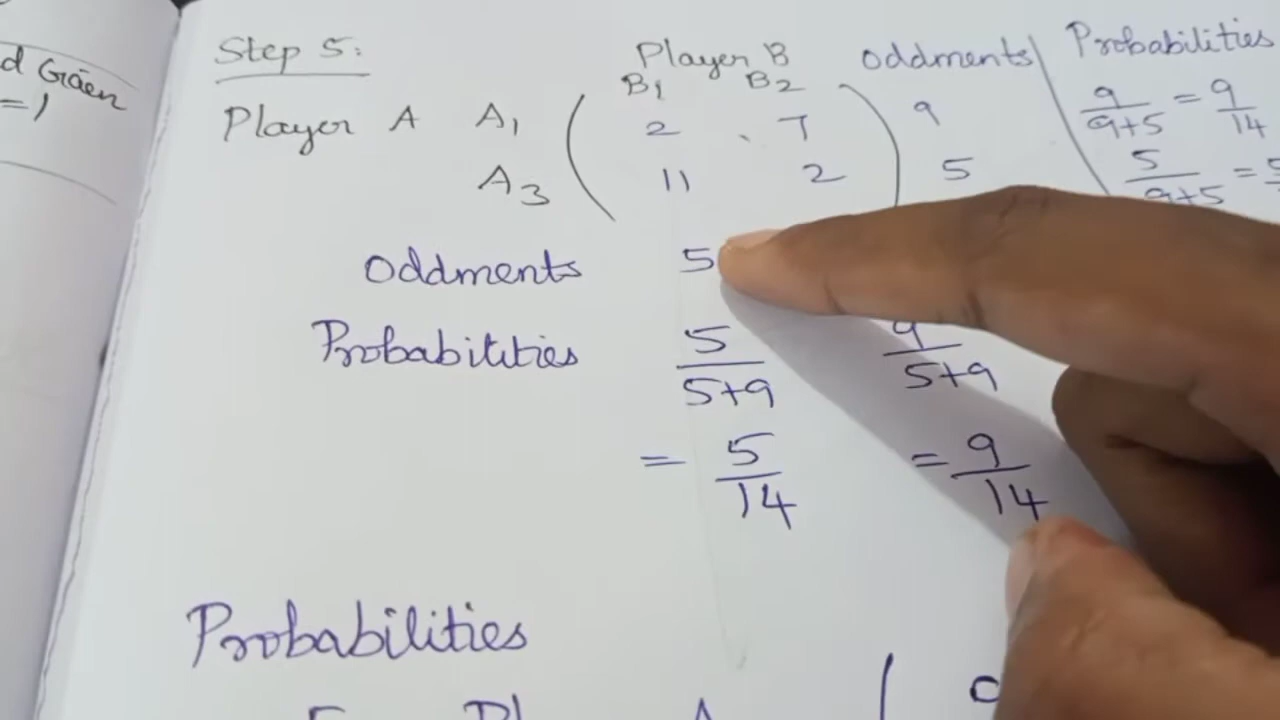 d Gräen
=1
Step 5:
Player B Oddments Probabilities
B1 B2
Player A A1 2 7 9 9/9+5 = 9/14
A3 11 2 5 5/9+5 =
Oddments 5
Probabilities 5/5+9 9/5+9
= 5/14 = 9/14
Probabilities